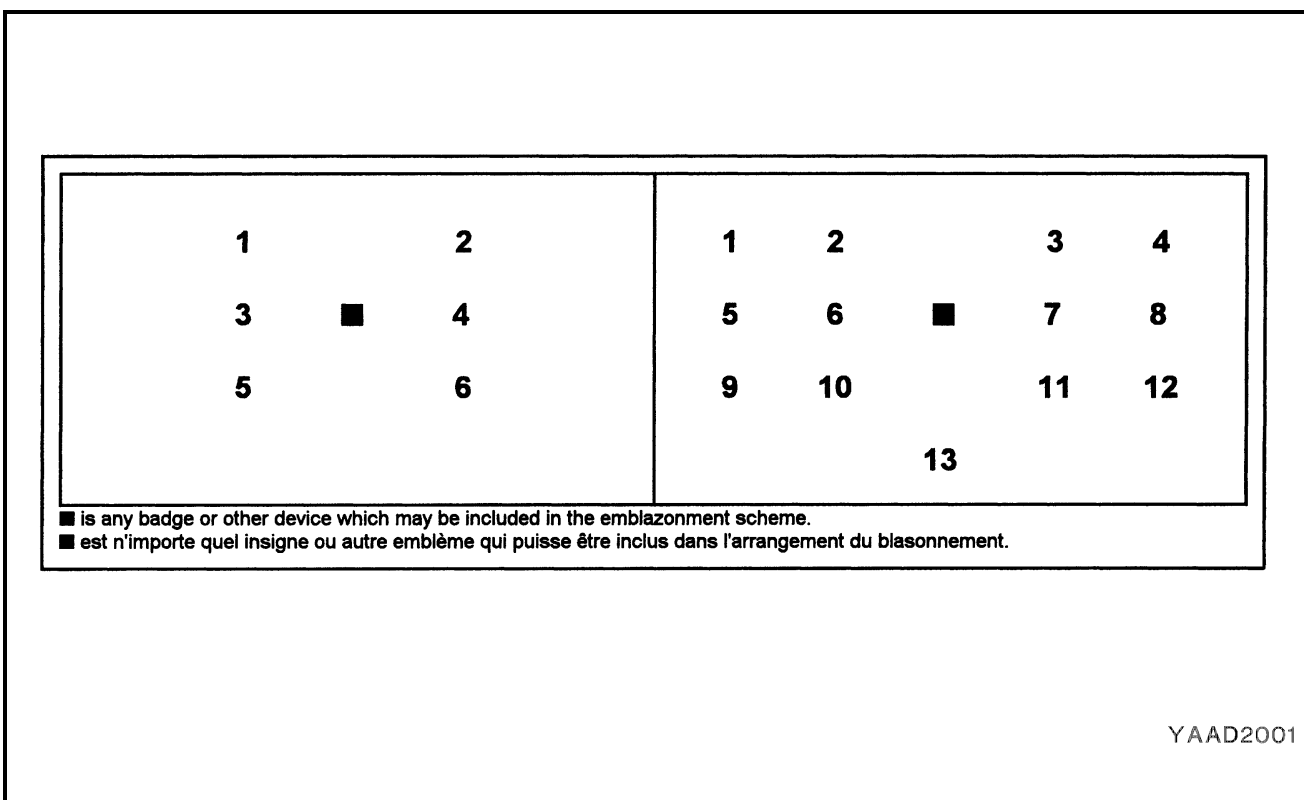 1 2
3 ■ 4
5 6
1 2 3 4
5 6 ■ 7 8
9 10 11 12
13
■ is any badge or other device which may be included in the emblazonment scheme.
■ est n'importe quel insigne ou autre emblème qui puisse être inclus dans l'arrangement du blasonnement.
YAAD2001